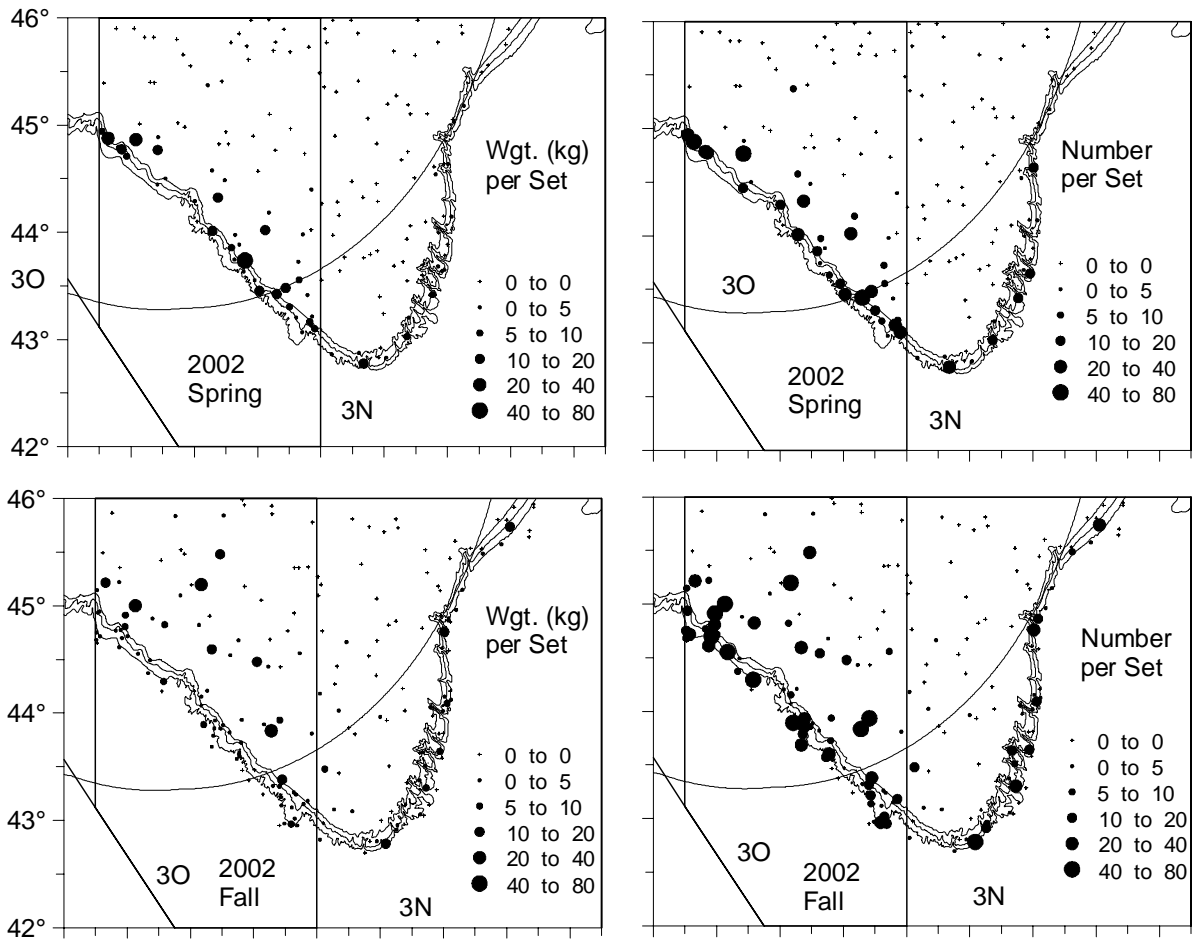 46°
45°
44°
43°
42°
Wgt. (kg)
per Set
0 to 0
0 to 5
5 to 10
10 to 20
20 to 40
40 to 80
3O
2002
Spring
3N
Number
per Set
0 to 0
0 to 5
5 to 10
10 to 20
20 to 40
40 to 80
3O
2002
Spring
3N
46°
45°
44°
43°
42°
Wgt. (kg)
per Set
0 to 0
0 to 5
5 to 10
10 to 20
20 to 40
40 to 80
3O
2002
Fall
3N
Number
per Set
0 to 0
0 to 5
5 to 10
10 to 20
20 to 40
40 to 80
3O
2002
Fall
3N